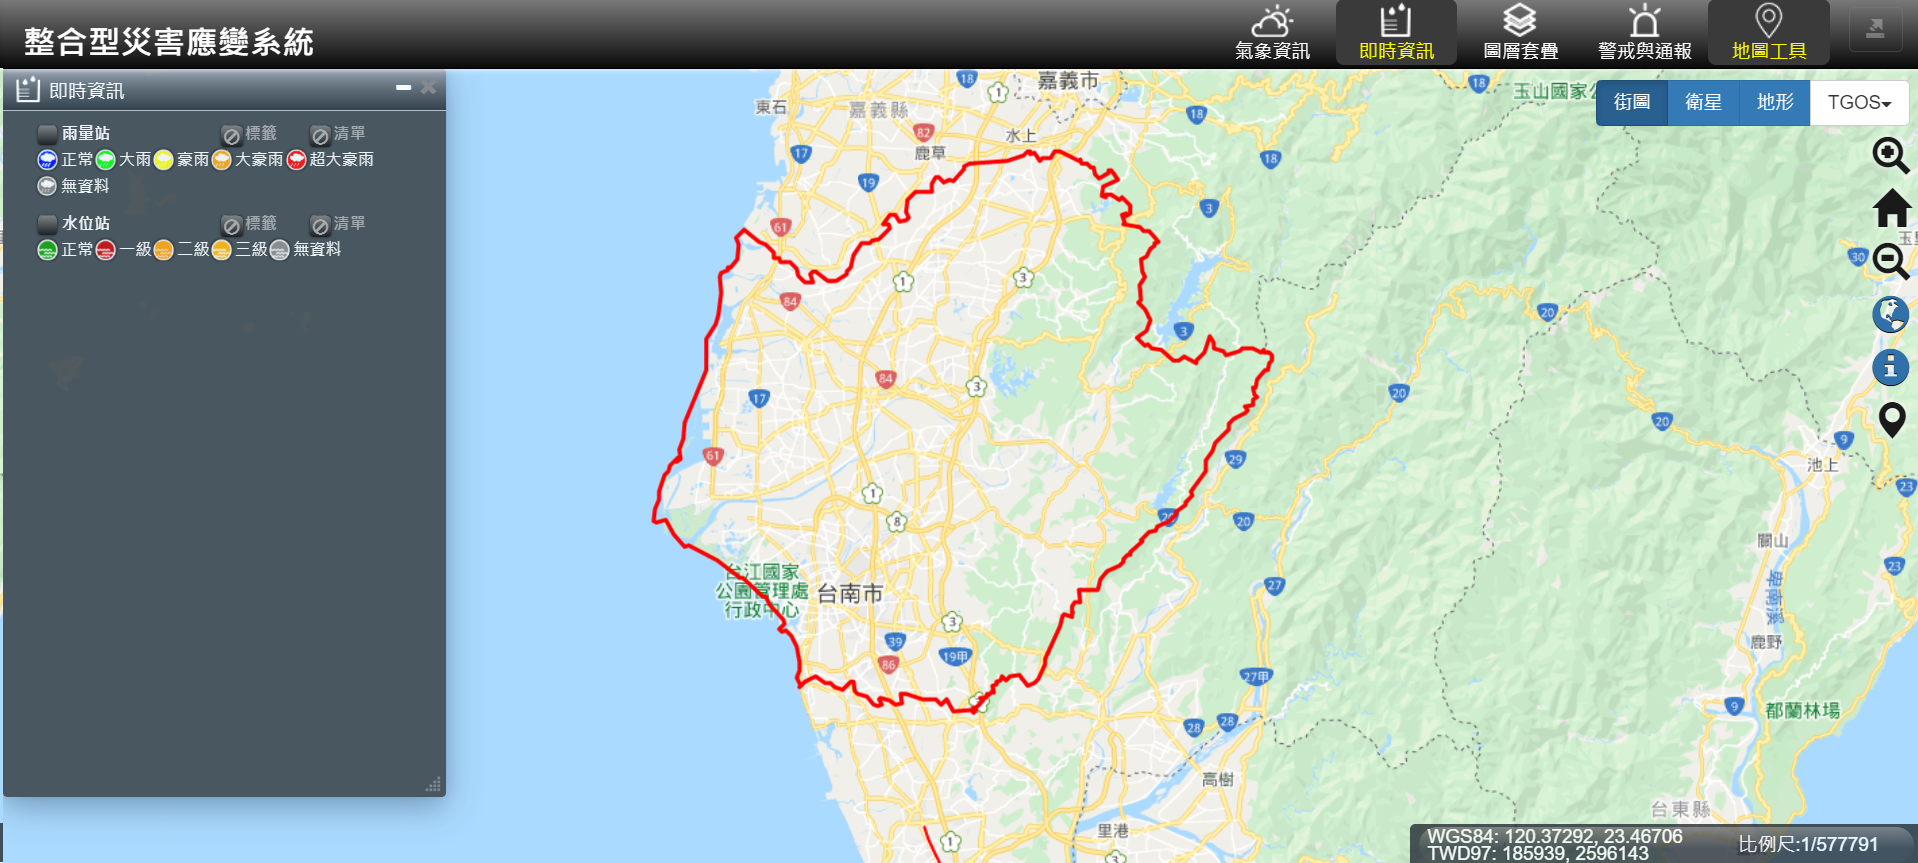 整合型災害應變系統
氣象資訊
即時資訊
圖層套疊
警戒與通報
地圖工具
即時資訊
雨量站 標籤 清單
正常 大雨 豪雨 大豪雨 超大豪雨
無資料
水位站 標籤 清單
正常 一級 二級 三級 無資料
街圖 衛星 地形 TGOS
嘉義市
18
1
東石
嘉義縣
82
水上
鹿草
17
19
18
18
18
3
玉山國家公
61
84
1
3
3
30
20
84
3
17
20
20
61
29
9
池上
23
1
8
20
20
關山
23
台江國家
公園管理處
行政中心
台南市
27
卑南溪
鹿野
3
39
19甲
86
27甲
28
28
9
都蘭林場
高樹
里港
1
3
台東縣
WGS84: 120.37292, 23.46706
TWD97: 185939, 2596143
比例尺:1/577791